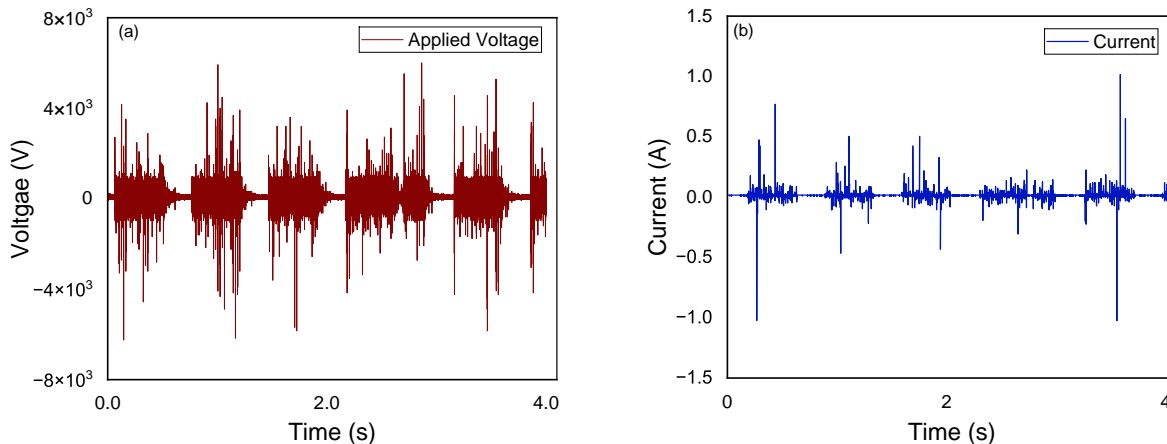 (a)
Applied Voltage
8×10³
4×10³
0
−4×10³
−8×10³
Voltgae (V)
0.0
2.0
4.0
Time (s)
(b)
Current
1.5
1.0
0.5
0.0
−0.5
−1.0
−1.5
Current (A)
0
2
4
Time (s)